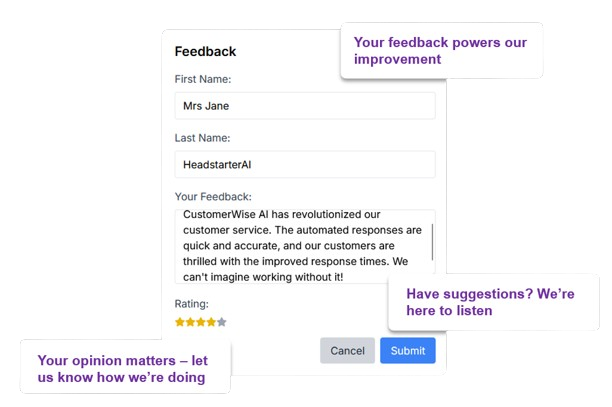 Feedback
Your feedback powers our
improvement
First Name:
Mrs Jane
Last Name:
HeadstarterAI
Your Feedback:
CustomerWise AI has revolutionized our
customer service. The automated responses are
quick and accurate, and our customers are
thrilled with the improved response times. We
can't imagine working without it!
Have suggestions? We’re
here to listen
Rating:
Cancel
Submit
Your opinion matters – let
us know how we’re doing